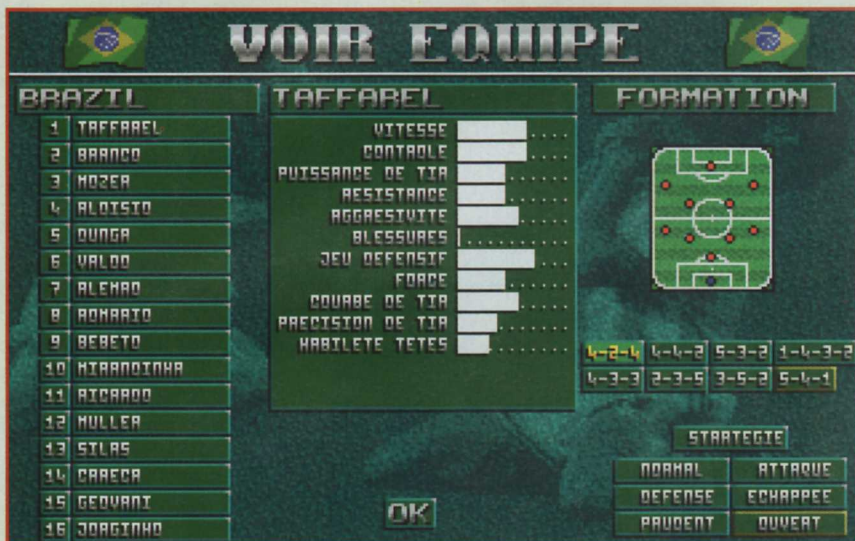 VOIR EQUIPE
BRAZIL
1 TAFFAREL
2 BRANCO
3 MOZER
4 ALOISIO
5 DUNGA
6 VALDO
7 ALEMAO
8 ROMARIO
9 BEBETO
10 MIRANDINHA
11 RICARDO
12 MULLER
13 SILAS
14 CARECA
15 GEOVANI
16 JORGINHO
TAFFAREL
VITESSE
CONTROLE
PUISSANCE DE TIR
RESISTANCE
AGGRESIVITE
BLESSURES
JEU DEFENSIF
FORCE
COURBE DE TIR
PRECISION DE TIR
HABILETE TETES
OK
FORMATION
4-2-4 4-4-2 5-3-2 1-4-3-2
4-3-3 2-3-5 3-5-2 5-4-1
STRATEGIE
NORMAL ATTAQUE
DEFENSE ECHAPPEE
PRUDENT OUVERT